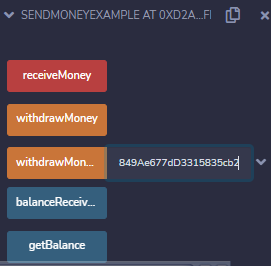 SENDMONEYEXAMPLE AT 0XD2A...F
receiveMoney
withdrawMoney
withdrawMon... 849Ae677dD3315835cb2
balanceReceiv...
getBalance